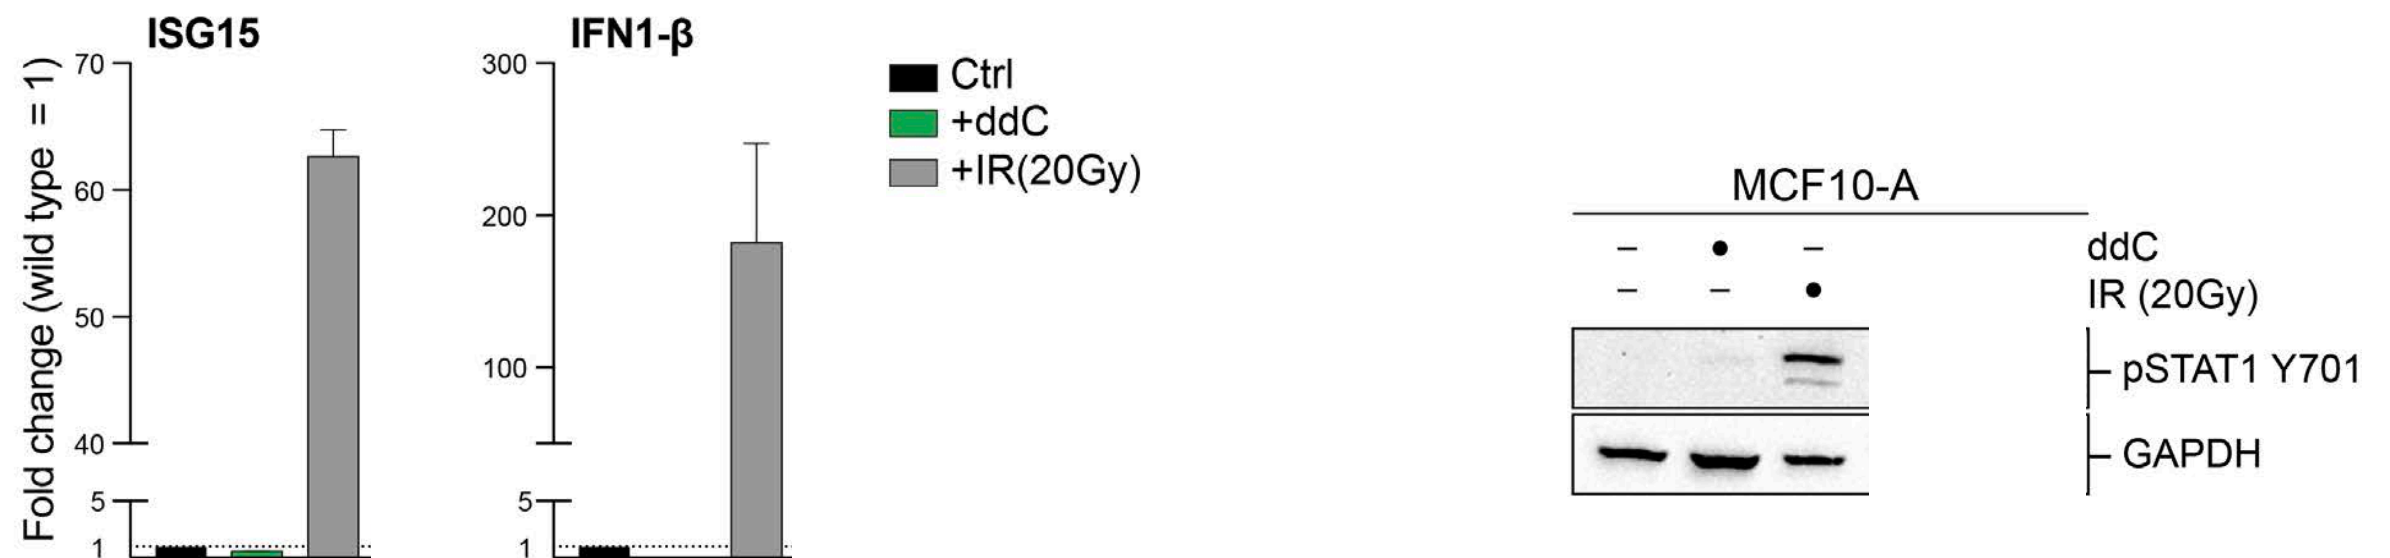 ISG15
Fold change (wild type = 1)
70
60
50
40
5
1
IFN1-β
300
200
100
5
1
Ctrl
+ddC
+IR(20Gy)
MCF10-A
– ● – ddC
– – ● IR (20Gy)
pSTAT1 Y701
GAPDH